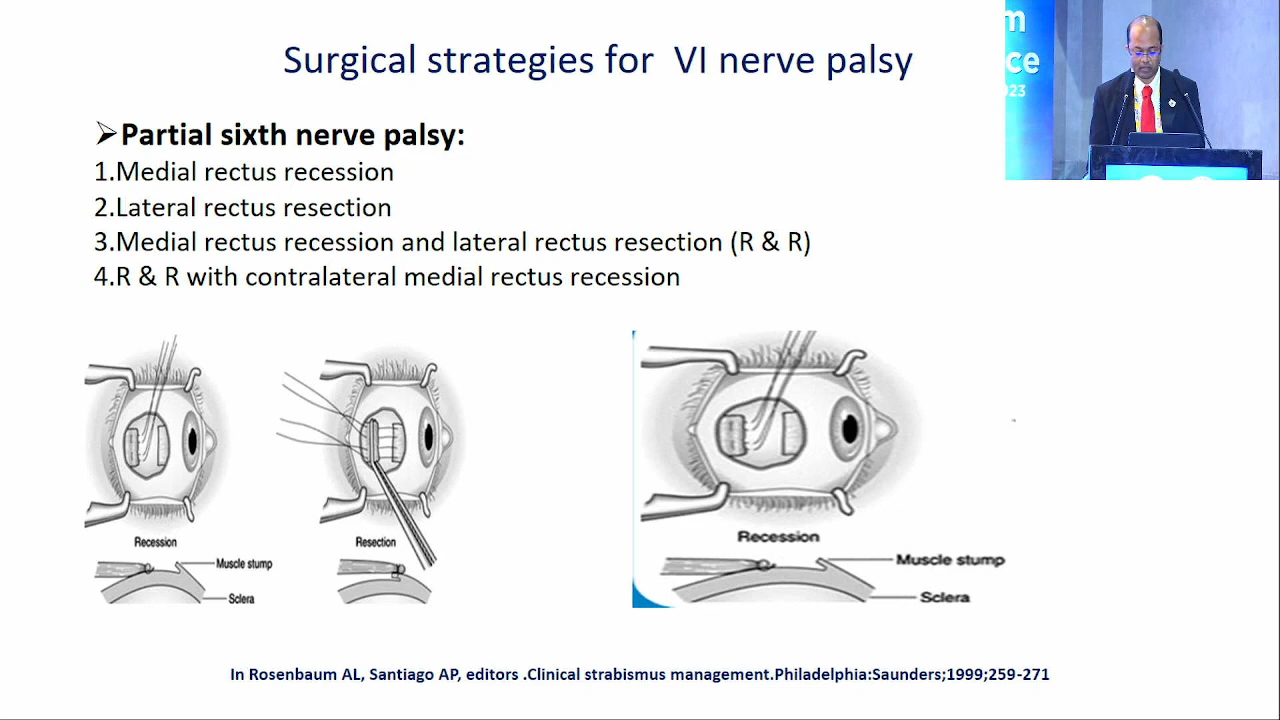 Surgical strategies for VI nerve palsy
m
ce
023
➢Partial sixth nerve palsy:
1.Medial rectus recession
2.Lateral rectus resection
3.Medial rectus recession and lateral rectus resection (R & R)
4.R & R with contralateral medial rectus recession
Recession
Resection
Muscle stump
Sclera
Recession
Muscle stump
Sclera
In Rosenbaum AL, Santiago AP, editors .Clinical strabismus management.Philadelphia:Saunders;1999;259-271